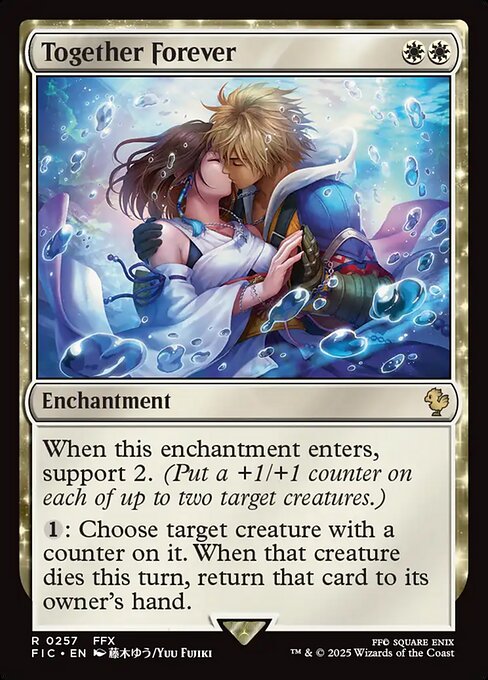 Together Forever
Enchantment
When this enchantment enters,
support 2. (Put a +1/+1 counter on
each of up to two target creatures.)
1: Choose target creature with a
counter on it. When that creature
dies this turn, return that card to its
owner's hand.
R 0257 FFX
FIC • EN 藤木ゆう/Yuu Fujiki
FF© SQUARE ENIX
™ & © 2025 Wizards of the Coast